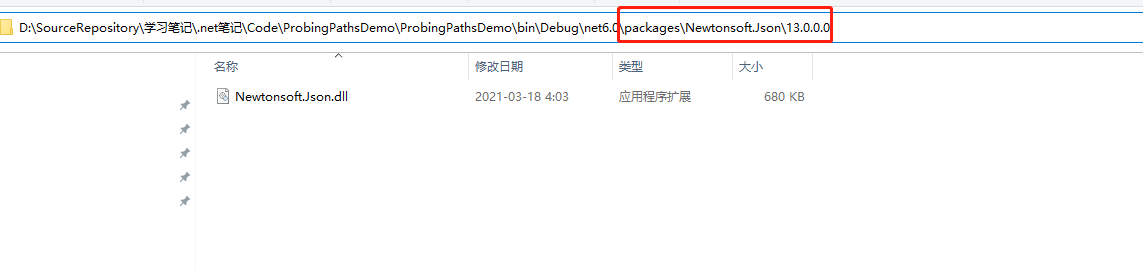 D:\SourceRepository\学习笔记\.net笔记\Code\ProbingPathsDemo\ProbingPathsDemo\bin\Debug\net6.0\packages\Newtonsoft.Json\13.0.0.0
名称 修改日期 类型 大小
Newtonsoft.Json.dll 2021-03-18 4:03 应用程序扩展 680 KB